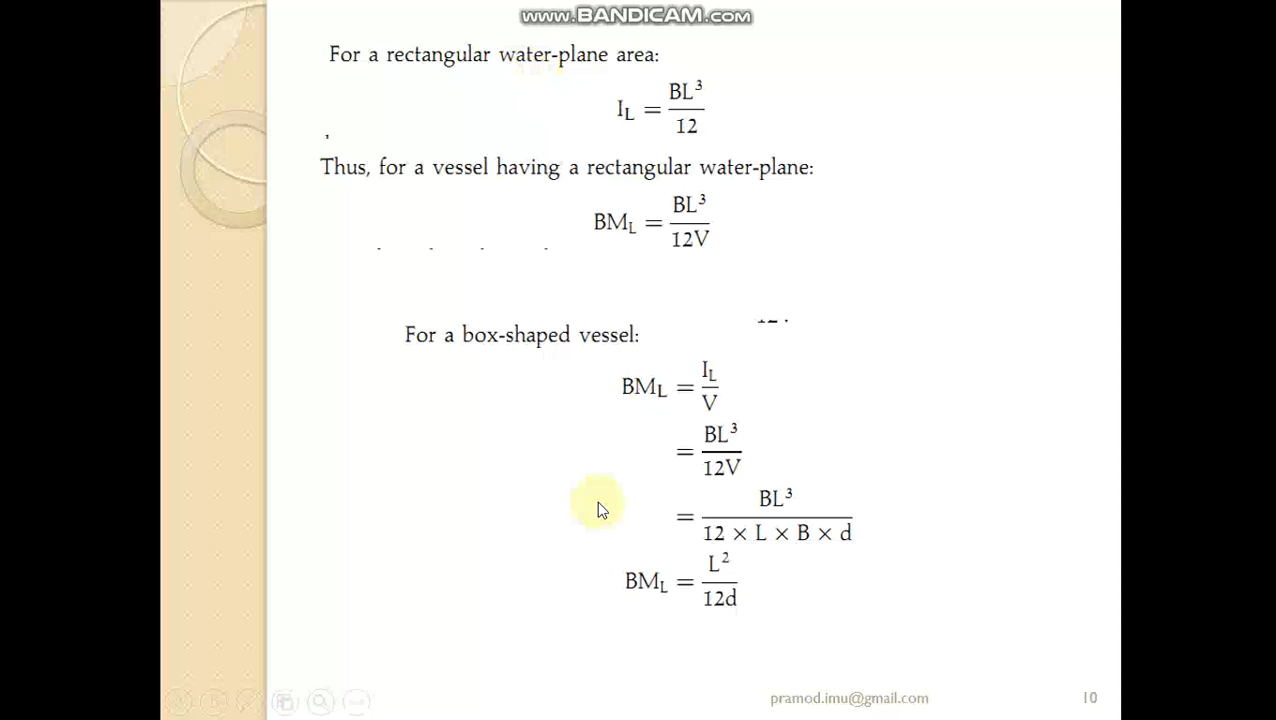 www.BANDICAM.com
For a rectangular water-plane area:
I_L = BL³/12
Thus, for a vessel having a rectangular water-plane:
BM_L = BL³/12V
For a box-shaped vessel:
BM_L = I_L/V
= BL³/12V
= BL³/12 × L × B × d
BM_L = L²/12d
pramod.imu@gmail.com 10